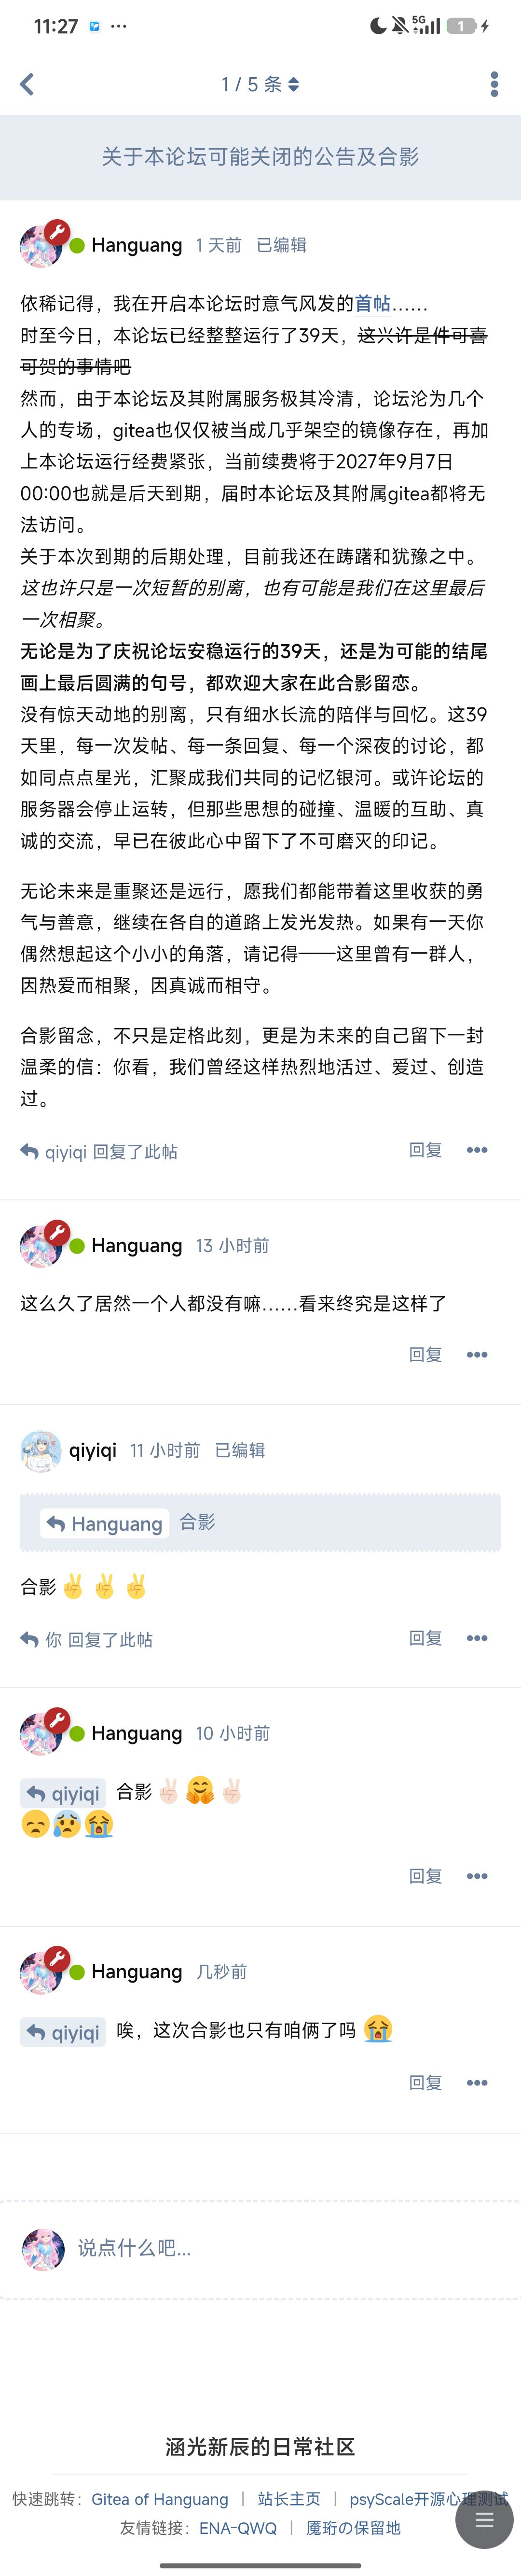 11:27 ··· 5G 1
1 / 5 条
关于本论坛可能关闭的公告及合影
Hanguang 1 天前 已编辑
依稀记得，我在开启本论坛时意气风发的首帖……
时至今日，本论坛已经整整运行了39天，这兴许是件可喜
可贺的事情吧
然而，由于本论坛及其附属服务极其冷清，论坛沦为几个
人的专场，gitea也仅仅被当成几乎架空的镜像存在，再加
上本论坛运行经费紧张，当前续费将于2027年9月7日
00:00也就是后天到期，届时本论坛及其附属gitea都将无
法访问。
关于本次到期的后期处理，目前我还在踌躇和犹豫之中。
这也许只是一次短暂的别离，也有可能是我们在这里最后
一次相聚。
无论是为了庆祝论坛安稳运行的39天，还是为可能的结尾
画上最后圆满的句号，都欢迎大家在此合影留恋。
没有惊天动地的别离，只有细水长流的陪伴与回忆。这39
天里，每一次发帖、每一条回复、每一个深夜的讨论，都
如同点点星光，汇聚成我们共同的记忆银河。或许论坛的
服务器会停止运转，但那些思想的碰撞、温暖的互助、真
诚的交流，早已在彼此心中留下了不可磨灭的印记。
无论未来是重聚还是远行，愿我们都能带着这里收获的勇
气与善意，继续在各自的道路上发光发热。如果有一天你
偶然想起这个小小的角落，请记得——这里曾有一群人，
因热爱而相聚，因真诚而相守。
合影留念，不只是定格此刻，更是为未来的自己留下一封
温柔的信：你看，我们曾经这样热烈地活过、爱过、创造
过。
qiyiqi 回复了此帖 回复 •••
Hanguang 13 小时前
这么久了居然一个人都没有嘛……看来终究是这样了
回复 •••
qiyiqi 11 小时前 已编辑
Hanguang 合影
合影✌️✌️✌️
你 回复了此帖 回复 •••
Hanguang 10 小时前
qiyiqi 合影✌🏻🤗✌🏻
😞😰😭
回复 •••
Hanguang 几秒前
qiyiqi 唉，这次合影也只有咱俩了吗 😭
回复 •••
说点什么吧...
涵光新辰的日常社区
快速跳转：Gitea of Hanguang | 站长主页 | psyScale开源心理测试
友情链接：ENA-QWQ | 魇珩の保留地